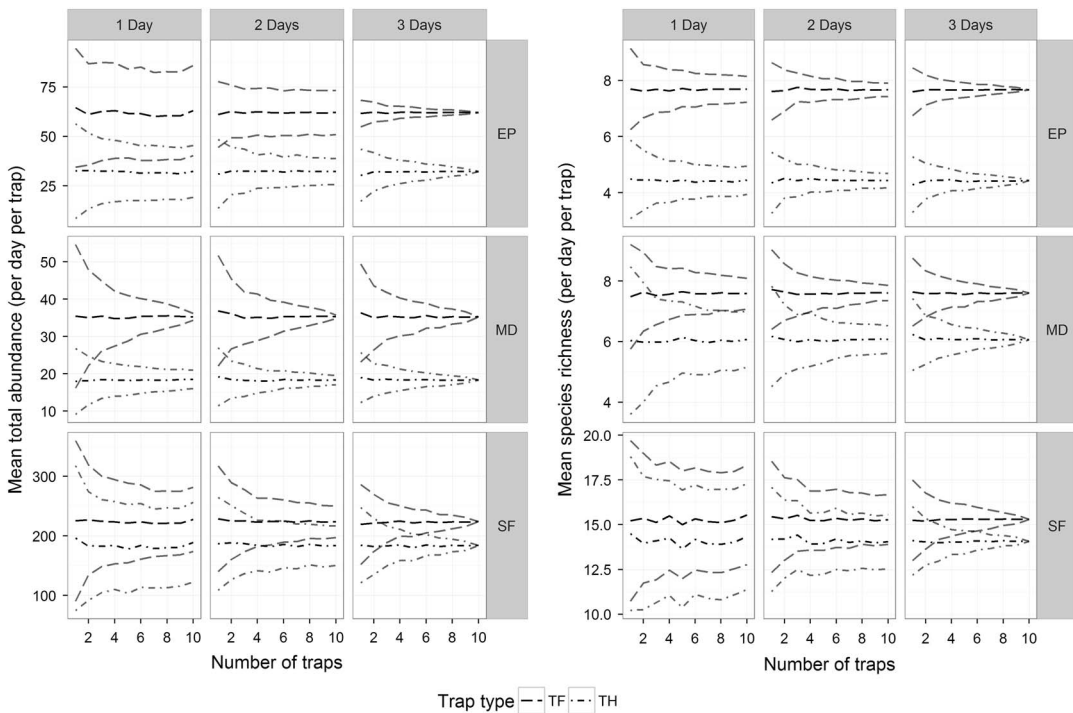 1 Day 2 Days 3 Days
75
50
25
EP
50
40
30
20
10
MD
300
200
100
SF
2 4 6 8 10 2 4 6 8 10 2 4 6 8 10
Number of traps
Mean total abundance (per day per trap)
1 Day 2 Days 3 Days
8
6
4
EP
8
6
4
MD
20.0
17.5
15.0
12.5
10.0
SF
2 4 6 8 10 2 4 6 8 10 2 4 6 8 10
Number of traps
Mean species richness (per day per trap)
Trap type TF TH